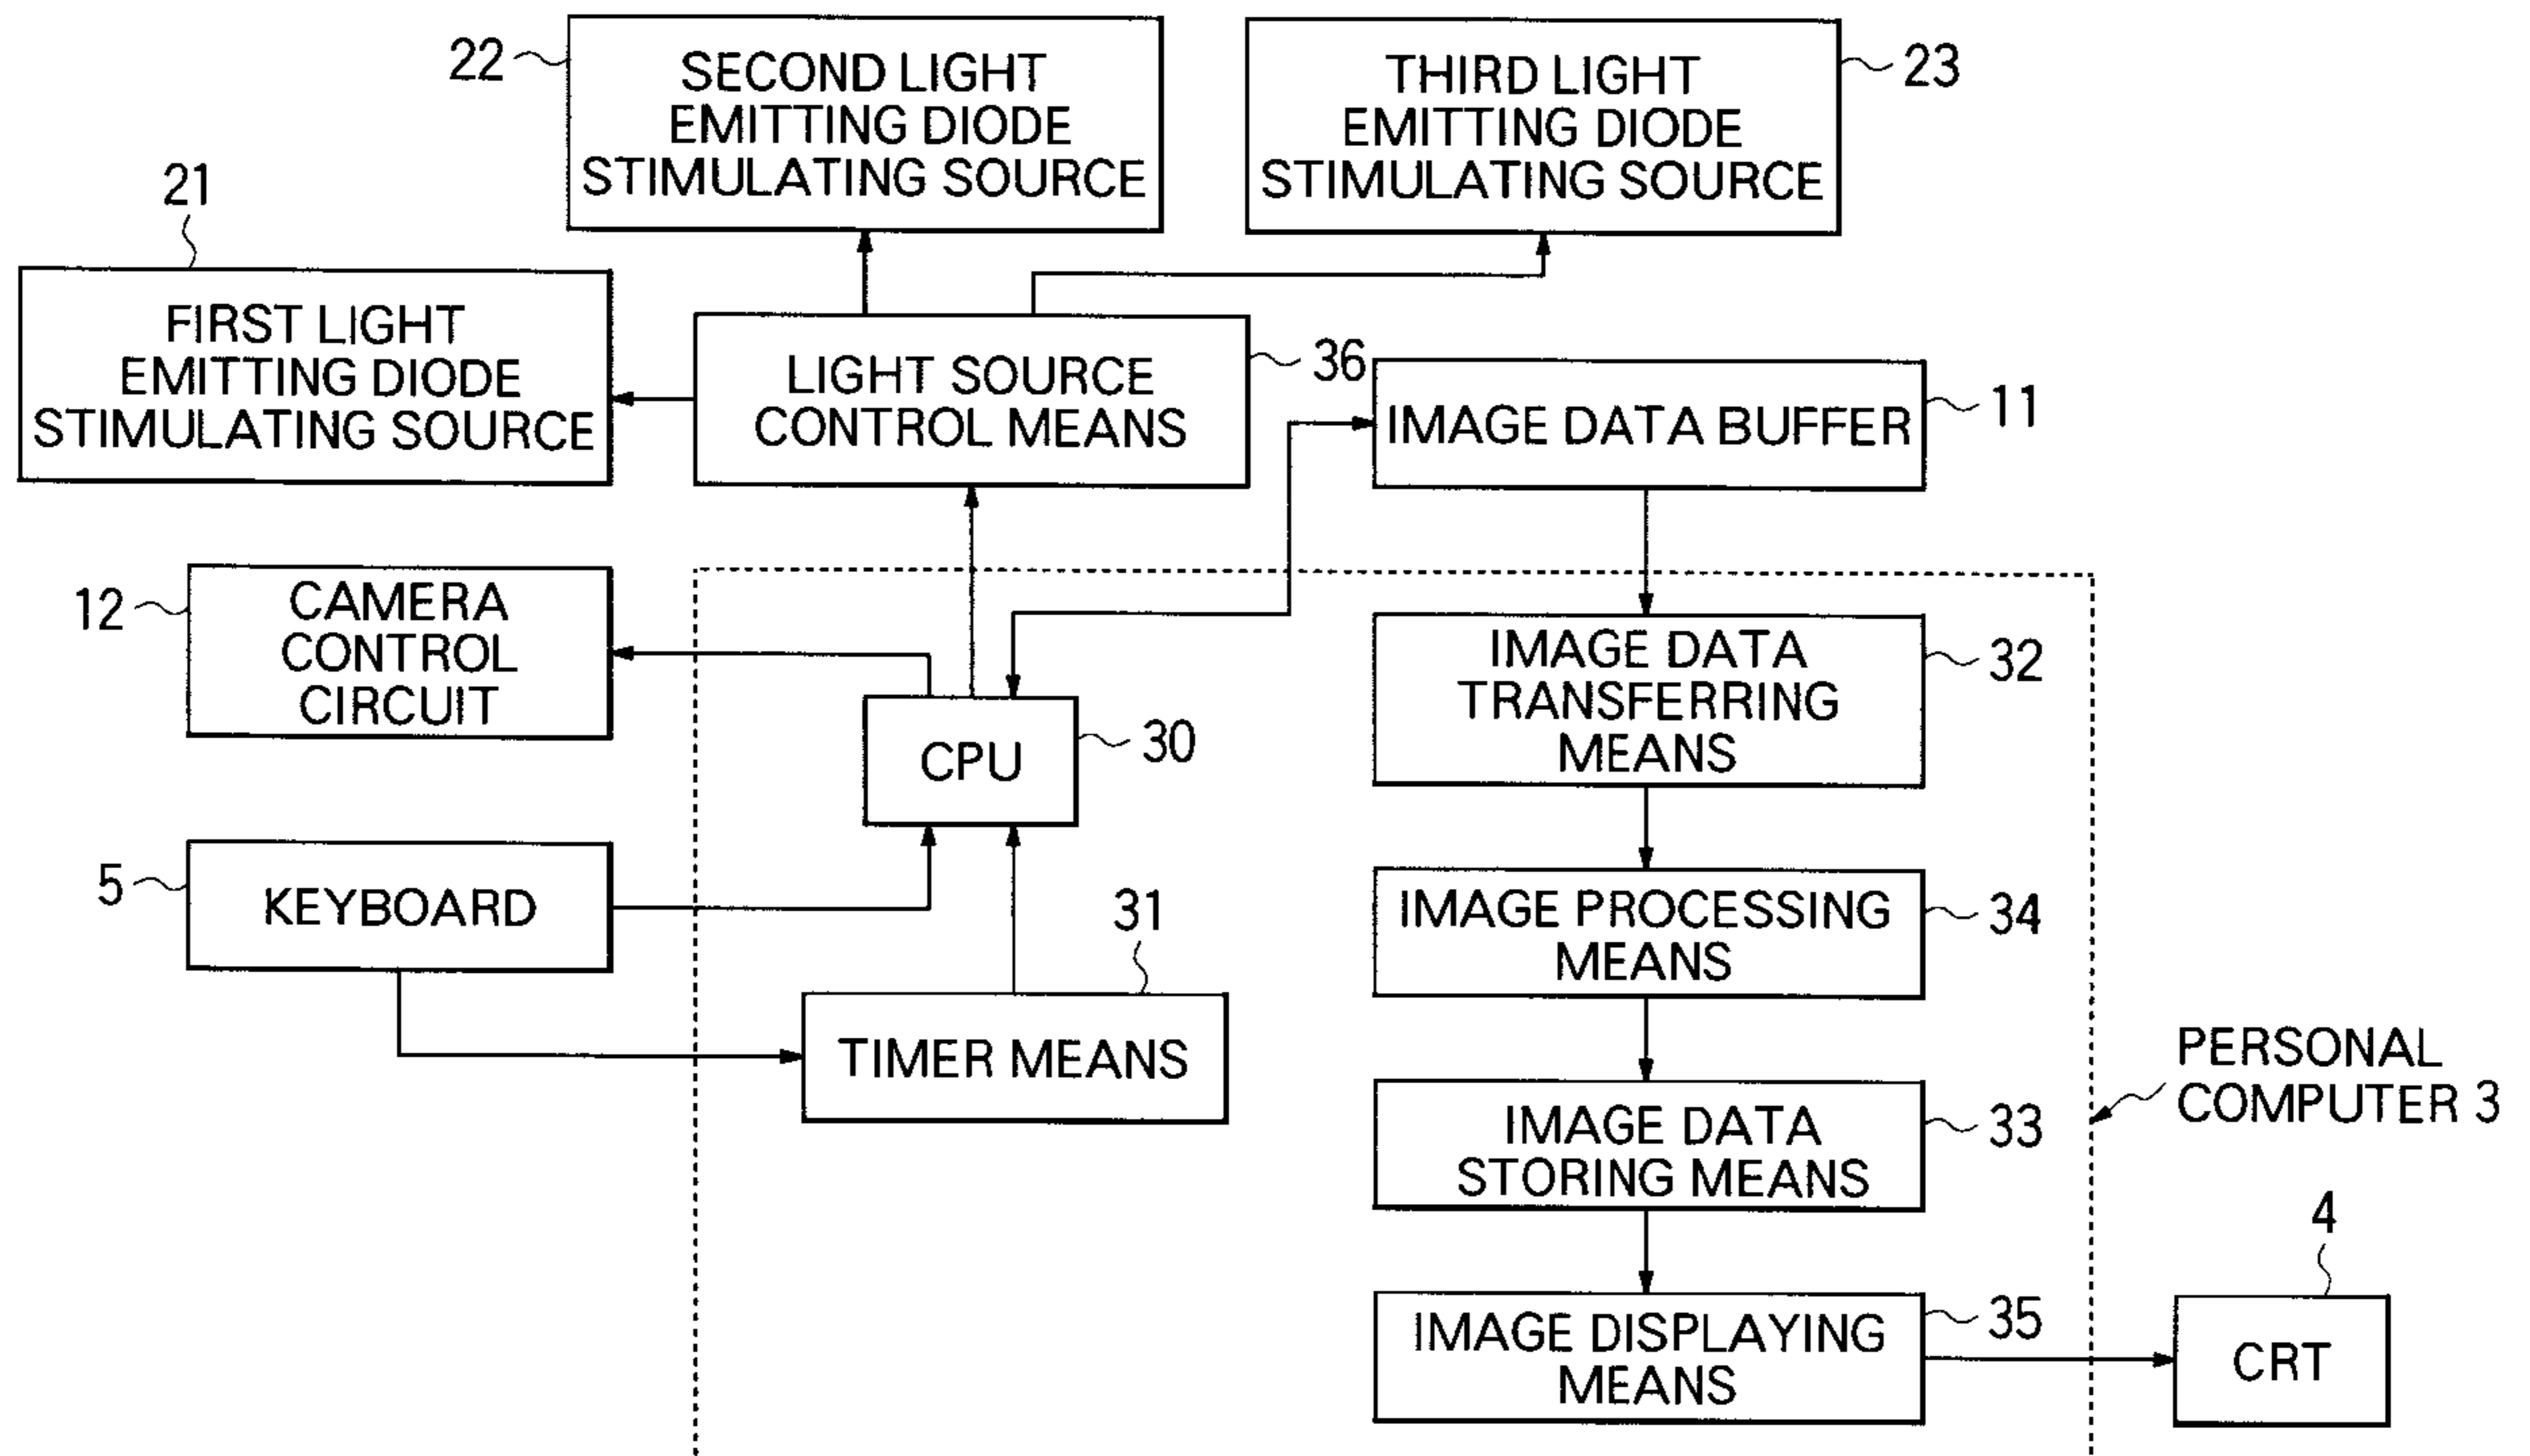 22
SECOND LIGHT
EMITTING DIODE
STIMULATING SOURCE
THIRD LIGHT
EMITTING DIODE
STIMULATING SOURCE
23
21
FIRST LIGHT
EMITTING DIODE
STIMULATING SOURCE
LIGHT SOURCE
CONTROL MEANS
36
IMAGE DATA BUFFER
11
12
CAMERA
CONTROL
CIRCUIT
CPU
30
IMAGE DATA
TRANSFERRING
MEANS
32
5
KEYBOARD
31
TIMER MEANS
IMAGE PROCESSING
MEANS
34
IMAGE DATA
STORING MEANS
33
PERSONAL
COMPUTER 3
IMAGE DISPLAYING
MEANS
35
4
CRT